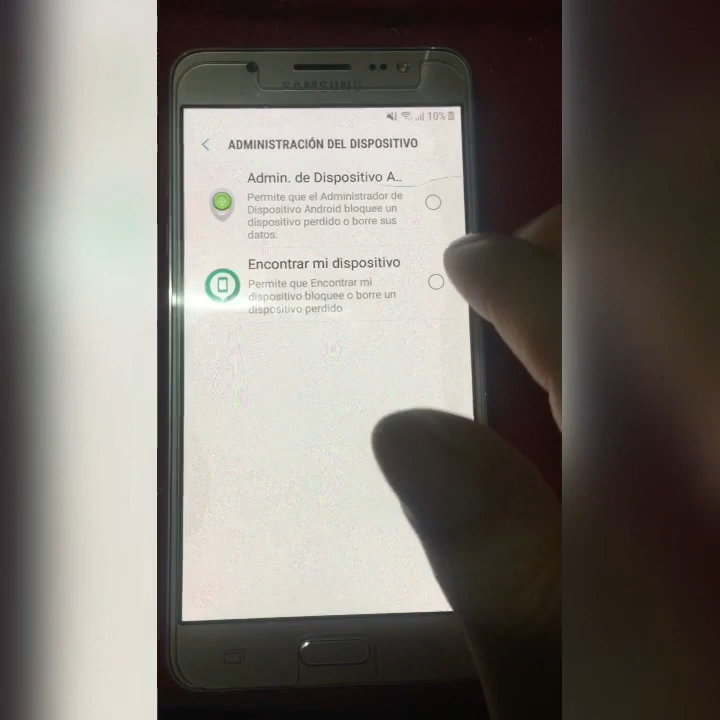 SAMSUNG
10%
ADMINISTRACIÓN DEL DISPOSITIVO
Admin. de Dispositivo A..
Permite que el Administrador de
Dispositivo Android bloquee un
dispositivo perdido o borre sus
datos.
Encontrar mi dispositivo
Permite que Encontrar mi
dispositivo bloquee o borre un
dispositivo perdido